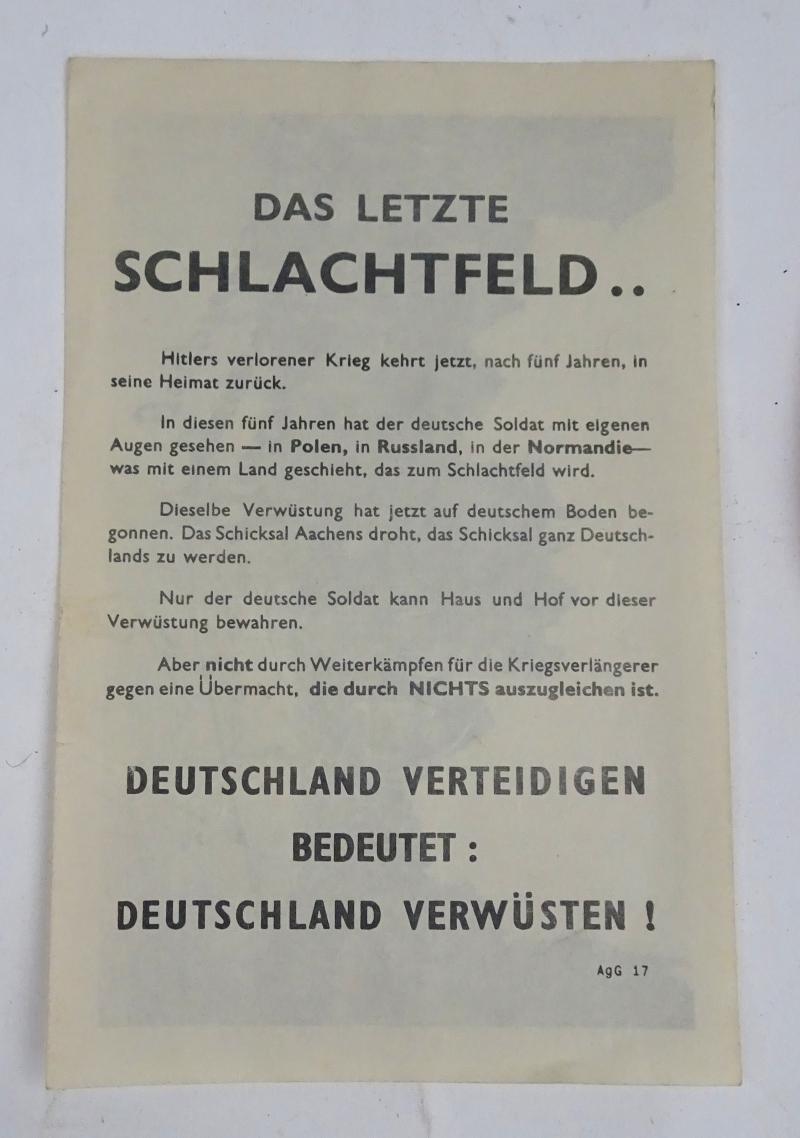 DAS LETZTE
SCHLACHTFELD..
Hitlers verlorener Krieg kehrt jetzt, nach fünf Jahren, in
seine Heimat zurück.
In diesen fünf Jahren hat der deutsche Soldat mit eigenen
Augen gesehen — in Polen, in Russland, in der Normandie—
was mit einem Land geschieht, das zum Schlachtfeld wird.
Dieselbe Verwüstung hat jetzt auf deutschem Boden be-
gonnen. Das Schicksal Aachens droht, das Schicksal ganz Deutsch-
lands zu werden.
Nur der deutsche Soldat kann Haus und Hof vor dieser
Verwüstung bewahren.
Aber nicht durch Weiterkämpfen für die Kriegsverlängerer
gegen eine Übermacht, die durch NICHTS auszugleichen ist.
DEUTSCHLAND VERTEIDIGEN
BEDEUTET :
DEUTSCHLAND VERWÜSTEN !
AgG 17